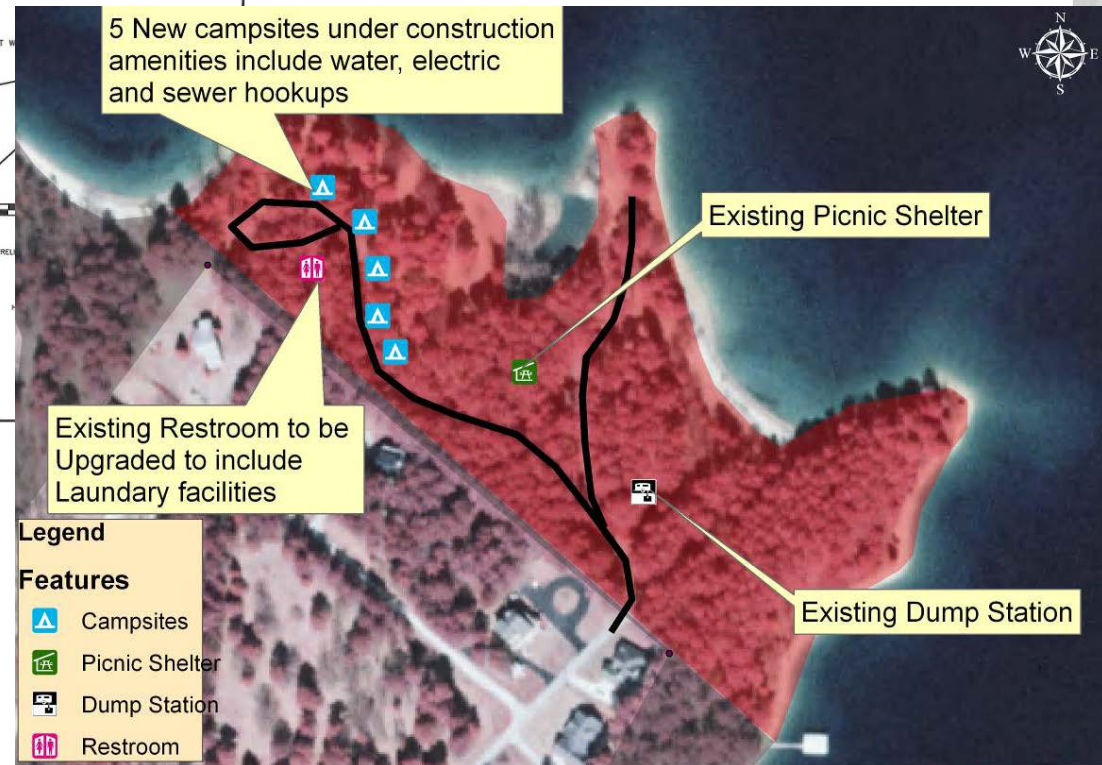 5 New campsites under construction
amenities include water, electric
and sewer hookups
N
W
E
S
Existing Picnic Shelter
Existing Restroom to be
Upgraded to include
Laundary facilities
Existing Dump Station
Legend
Features
Campsites
Picnic Shelter
Dump Station
Restroom